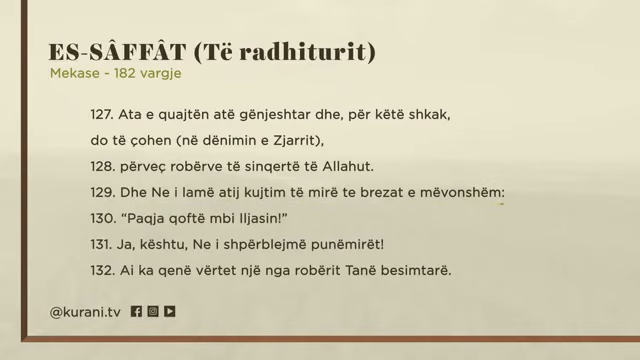 ES-SÂFFÂT (Të radhiturit)
Mekase - 182 vargje
127. Ata e quajtën atë gënjeshtar dhe, për këtë shkak,
do të çohen (në dënimin e Zjarrit),
128. përveç robërve të sinqertë të Allahut.
129. Dhe Ne i lamë atij kujtim të mirë te brezat e mëvonshëm:
130. “Paqja qoftë mbi Iljasin!”
131. Ja, kështu, Ne i shpërblejmë punëmirët!
132. Ai ka qenë vërtet një nga robërit Tanë besimtarë.
@kurani.tv